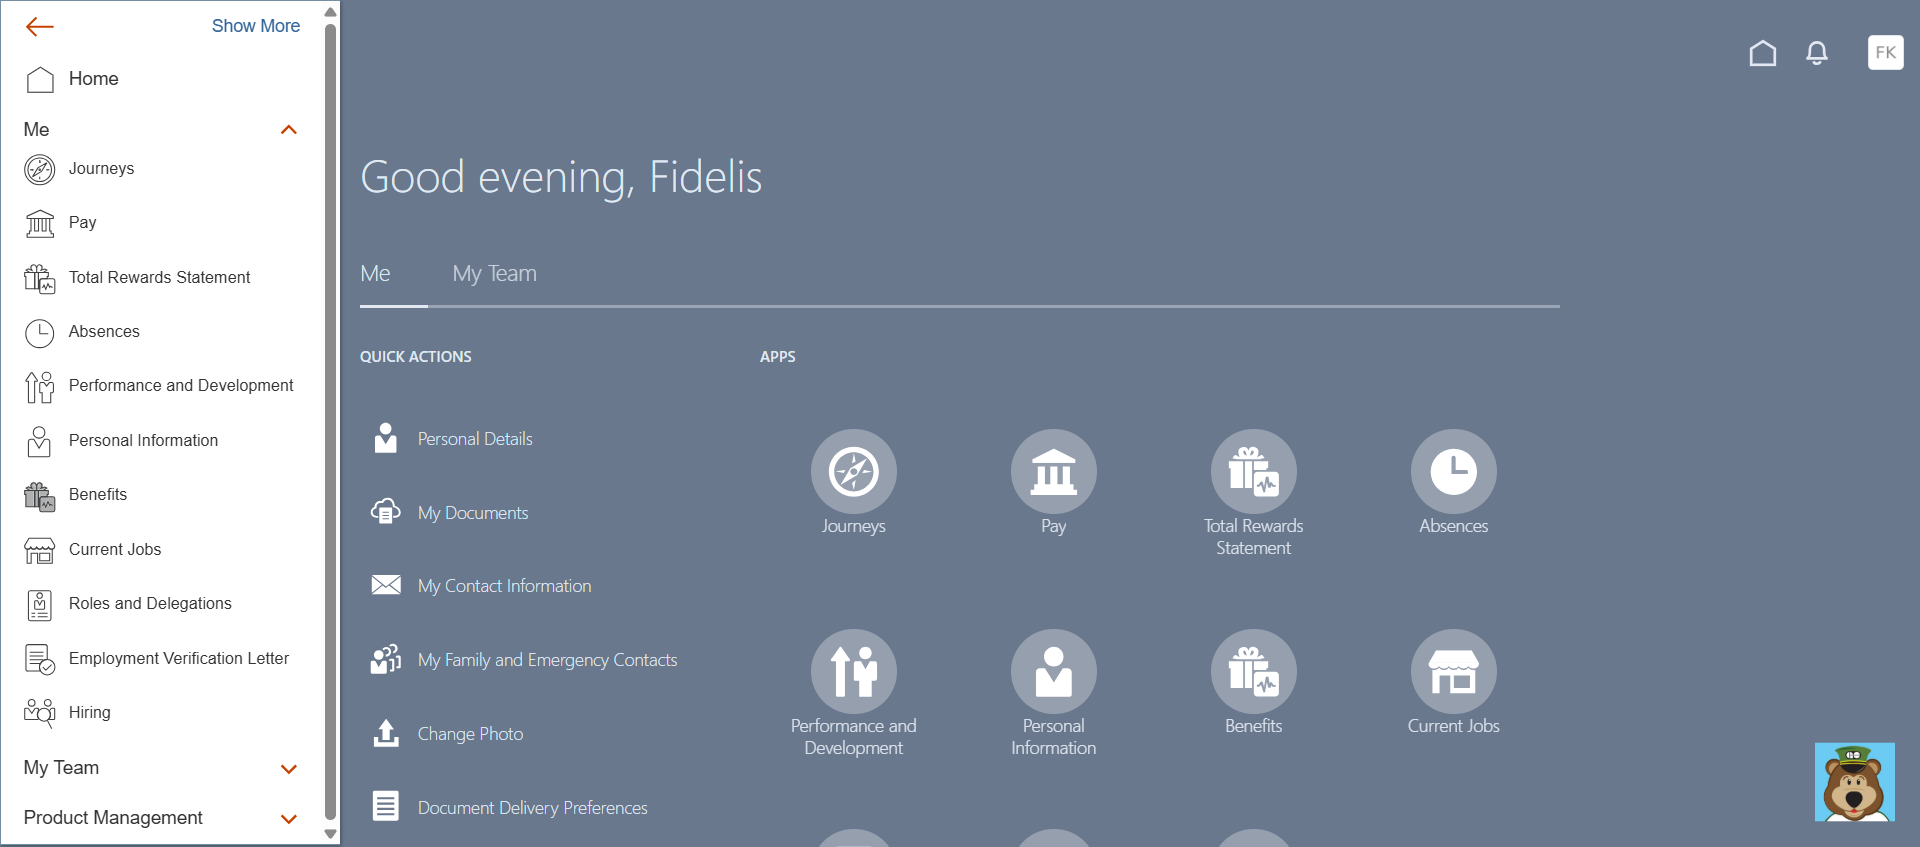 Show More
Home
Me
Journeys
Pay
Total Rewards Statement
Absences
Performance and Development
Personal Information
Benefits
Current Jobs
Roles and Delegations
Employment Verification Letter
Hiring
My Team
Product Management
FK
Good evening, Fidelis
Me
My Team
QUICK ACTIONS
Personal Details
My Documents
My Contact Information
My Family and Emergency Contacts
Change Photo
Document Delivery Preferences
APPS
Journeys
Pay
Total Rewards
Statement
Absences
Performance and
Development
Personal
Information
Benefits
Current Jobs